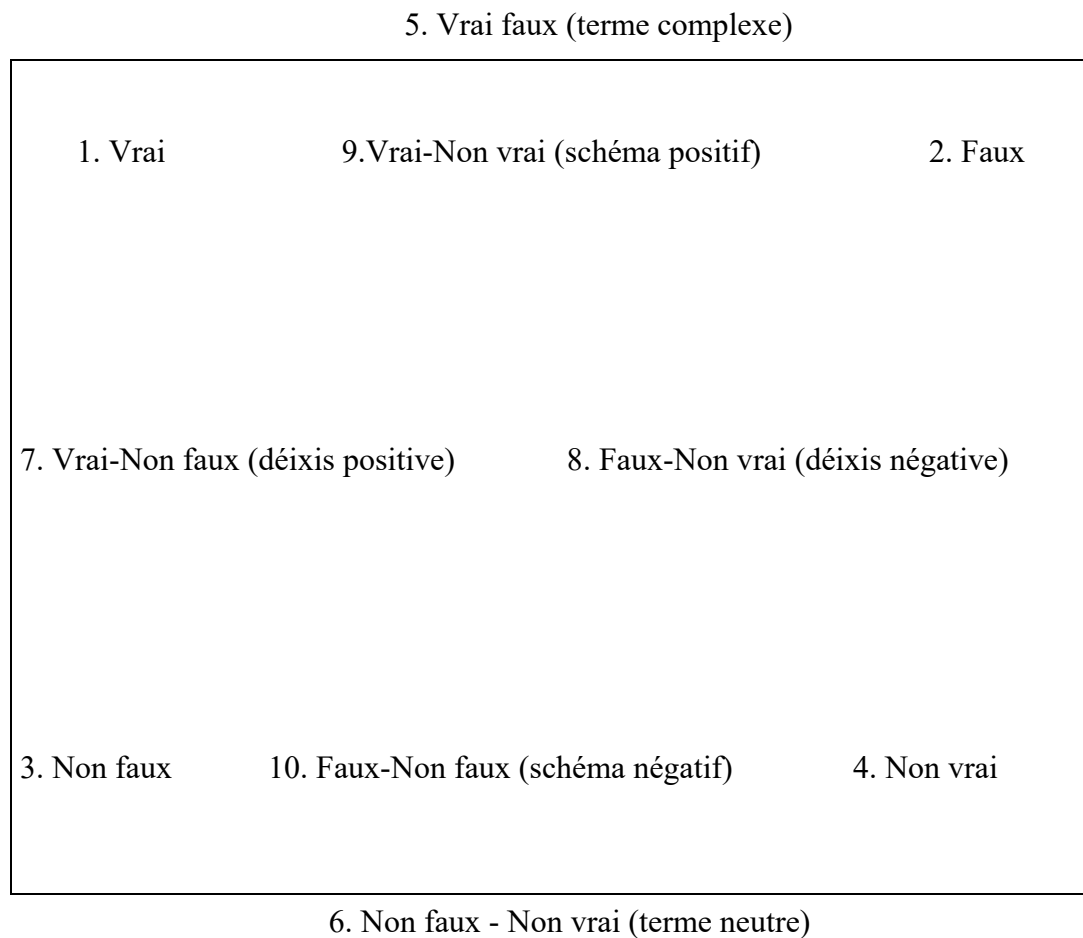 5. Vrai faux (terme complexe)
1. Vrai 9.Vrai-Non vrai (schéma positif) 2. Faux
7. Vrai-Non faux (déixis positive) 8. Faux-Non vrai (déixis négative)
3. Non faux 10. Faux-Non faux (schéma négatif) 4. Non vrai
6. Non faux - Non vrai (terme neutre)